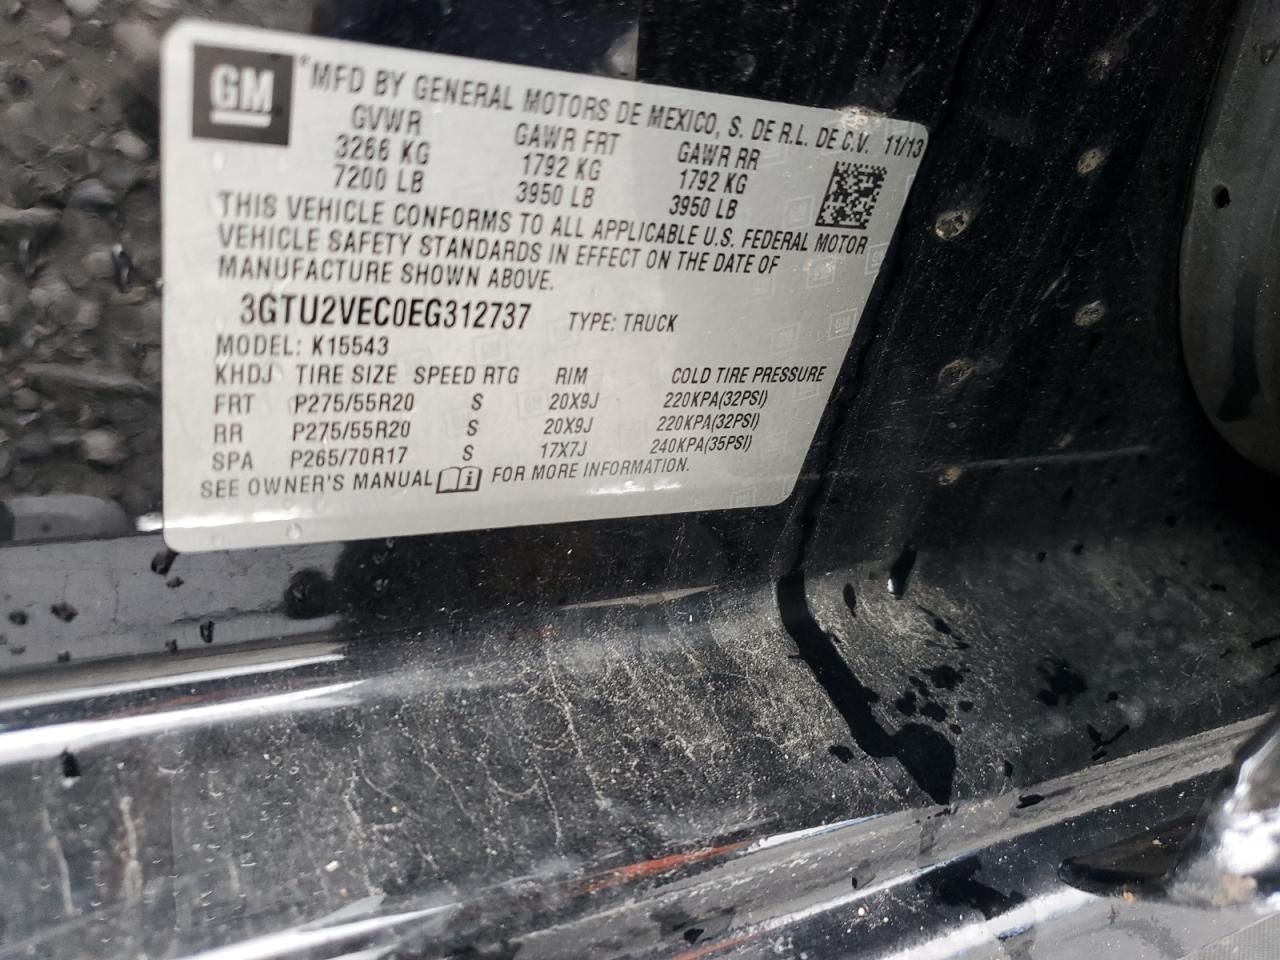 GM ® MFD BY GENERAL MOTORS DE MEXICO, S. DE R.L. DE C.V. 11/13
GVWR GAWR FRT GAWR RR
3266 KG 1792 KG 1792 KG
7200 LB 3950 LB 3950 LB
THIS VEHICLE CONFORMS TO ALL APPLICABLE U.S. FEDERAL MOTOR
VEHICLE SAFETY STANDARDS IN EFFECT ON THE DATE OF
MANUFACTURE SHOWN ABOVE.
3GTU2VEC0EG312737 TYPE: TRUCK
MODEL: K15543
KHDJ TIRE SIZE SPEED RTG RIM COLD TIRE PRESSURE
FRT P275/55R20 S 20X9J 220KPA(32PSI)
RR P275/55R20 S 20X9J 220KPA(32PSI)
SPA P265/70R17 S 17X7J 240KPA(35PSI)
SEE OWNER'S MANUAL i FOR MORE INFORMATION.